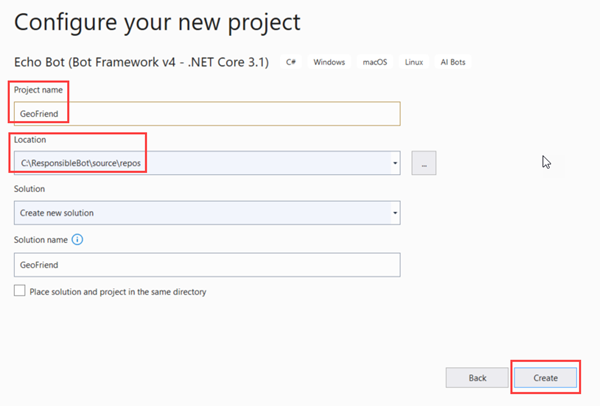 Configure your new project
Echo Bot (Bot Framework v4 - .NET Core 3.1) C# Windows macOS Linux AI Bots
Project name
GeoFriend
Location
C:\ResponsibleBot\source\repos
...
Solution
Create new solution
Solution name
GeoFriend
Place solution and project in the same directory
Back Create